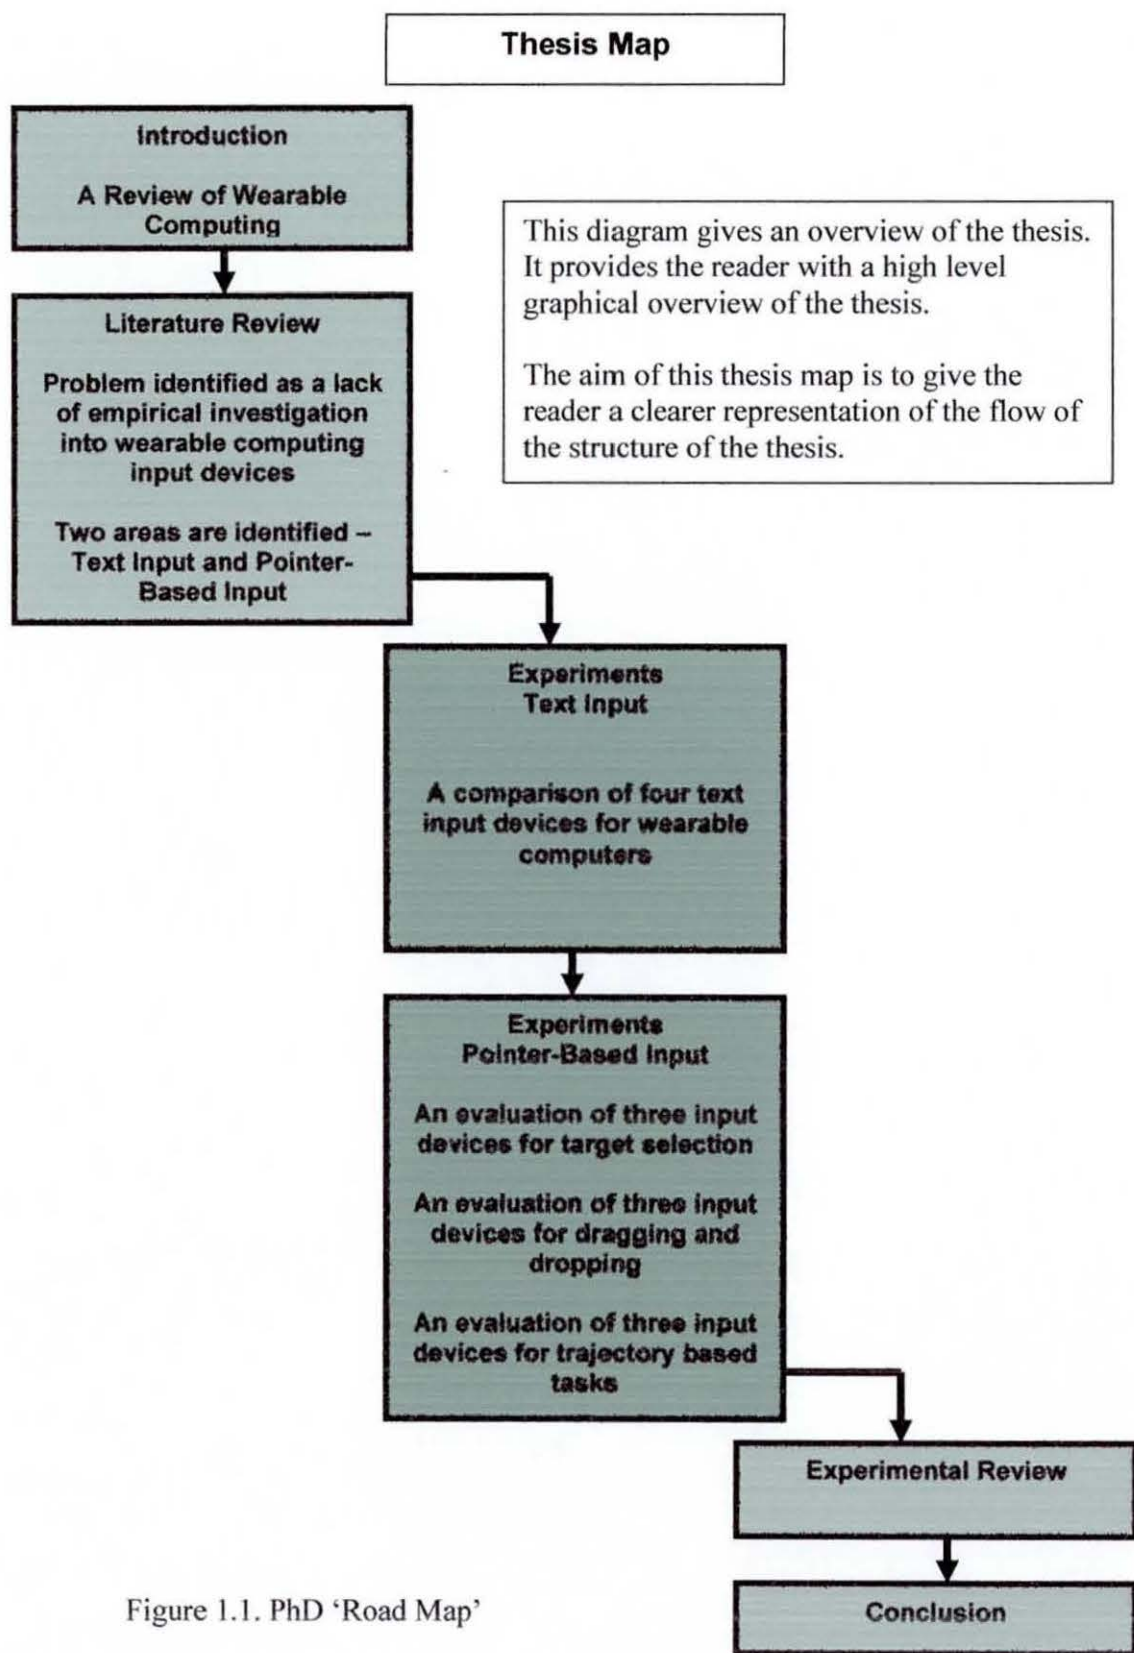 Thesis Map
Introduction
A Review of Wearable
Computing
This diagram gives an overview of the thesis.
It provides the reader with a high level
graphical overview of the thesis.
The aim of this thesis map is to give the
reader a clearer representation of the flow of
the structure of the thesis.
Literature Review
Problem identified as a lack
of empirical investigation
into wearable computing
input devices
Two areas are identified –
Text Input and Pointer-
Based Input
Experiments
Text Input
A comparison of four text
input devices for wearable
computers
Experiments
Pointer-Based Input
An evaluation of three input
devices for target selection
An evaluation of three input
devices for dragging and
dropping
An evaluation of three input
devices for trajectory based
tasks
Experimental Review
Conclusion
Figure 1.1. PhD ‘Road Map’